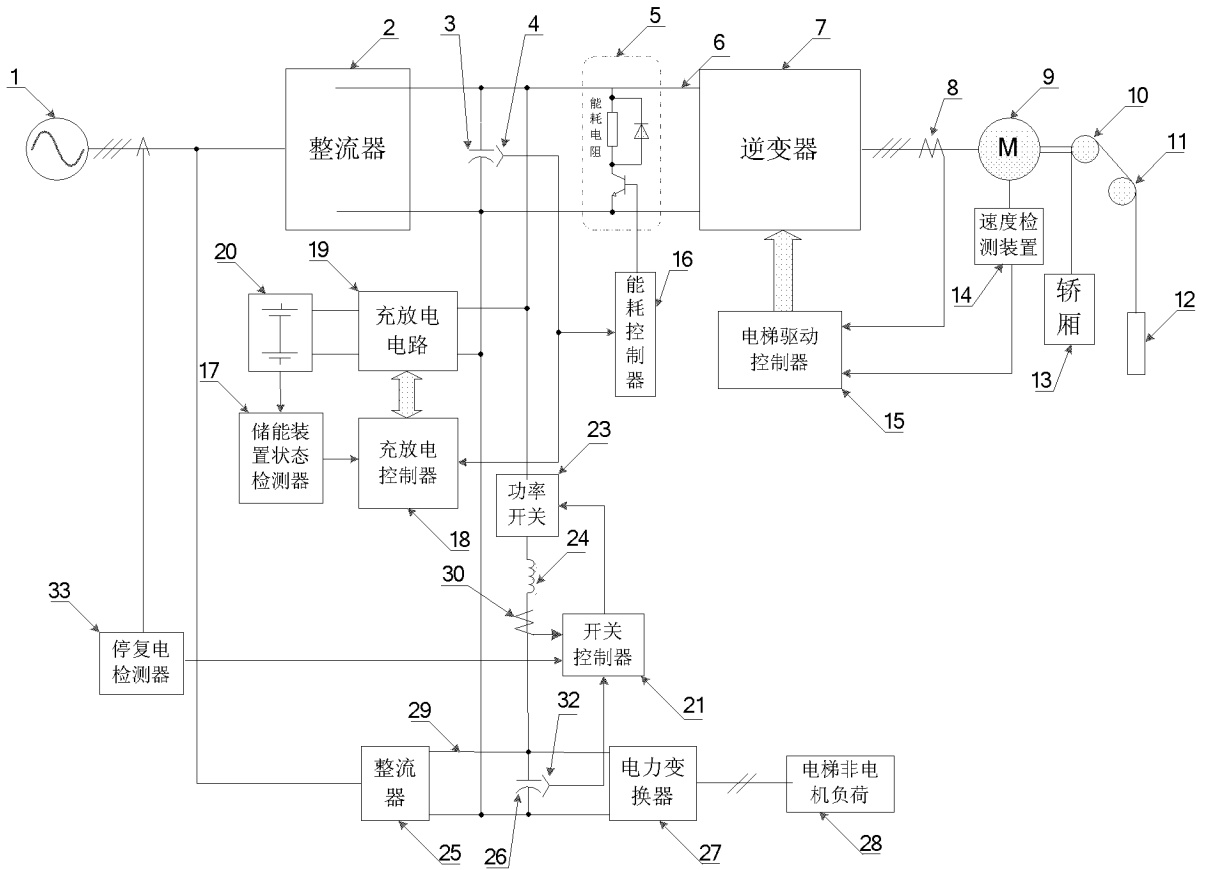 1
2
3
4
5
6
7
8
9
10
11
12
整流器
能耗电阻
逆变器
M
速度检
测装置
14
轿
厢
13
20
19
充放电
电路
能耗控制器
16
电梯驱动
控制器
15
17
储能装
置状态
检测器
充放电
控制器
18
23
功率
开关
24
30
33
停复电
检测器
开关
控制器
21
29
32
整流
器
25
26
电力变
换器
27
电梯非电
机负荷
28